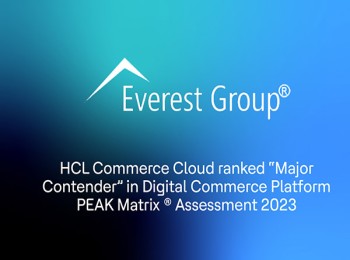 Everest Group®
HCL Commerce Cloud ranked "Major
Contender" in Digital Commerce Platform
PEAK Matrix ® Assessment 2023